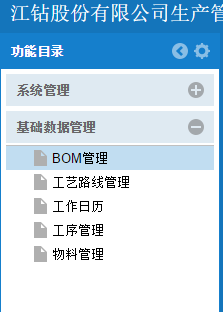 江钻股份有限公司生产管
功能目录
系统管理
基础数据管理
BOM管理
工艺路线管理
工作日历
工序管理
物料管理